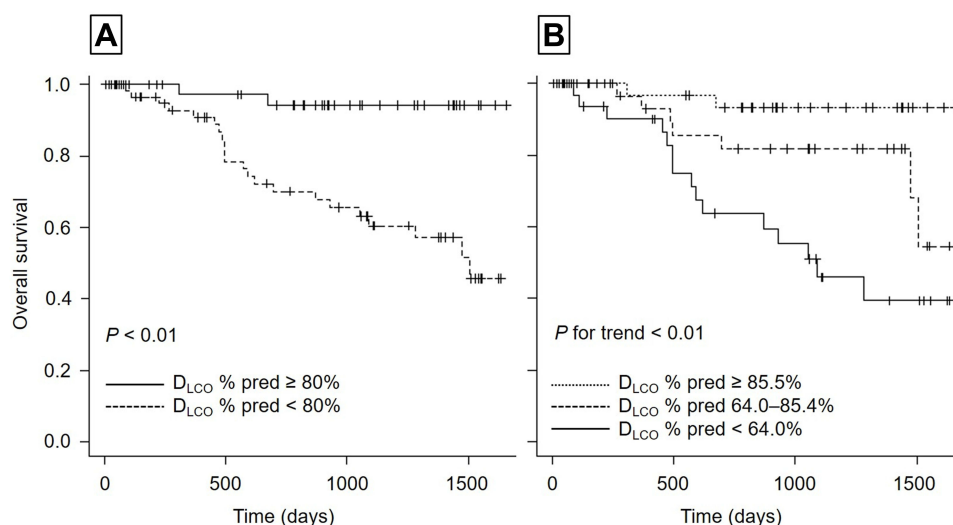 A
B
Overall survival
1.0
0.8
0.6
0.4
0.2
0.0
P < 0.01
DLCO % pred ≥ 80%
DLCO % pred < 80%
0 500 1000 1500
Time (days)
P for trend < 0.01
DLCO % pred ≥ 85.5%
DLCO % pred 64.0–85.4%
DLCO % pred < 64.0%
0 500 1000 1500
Time (days)